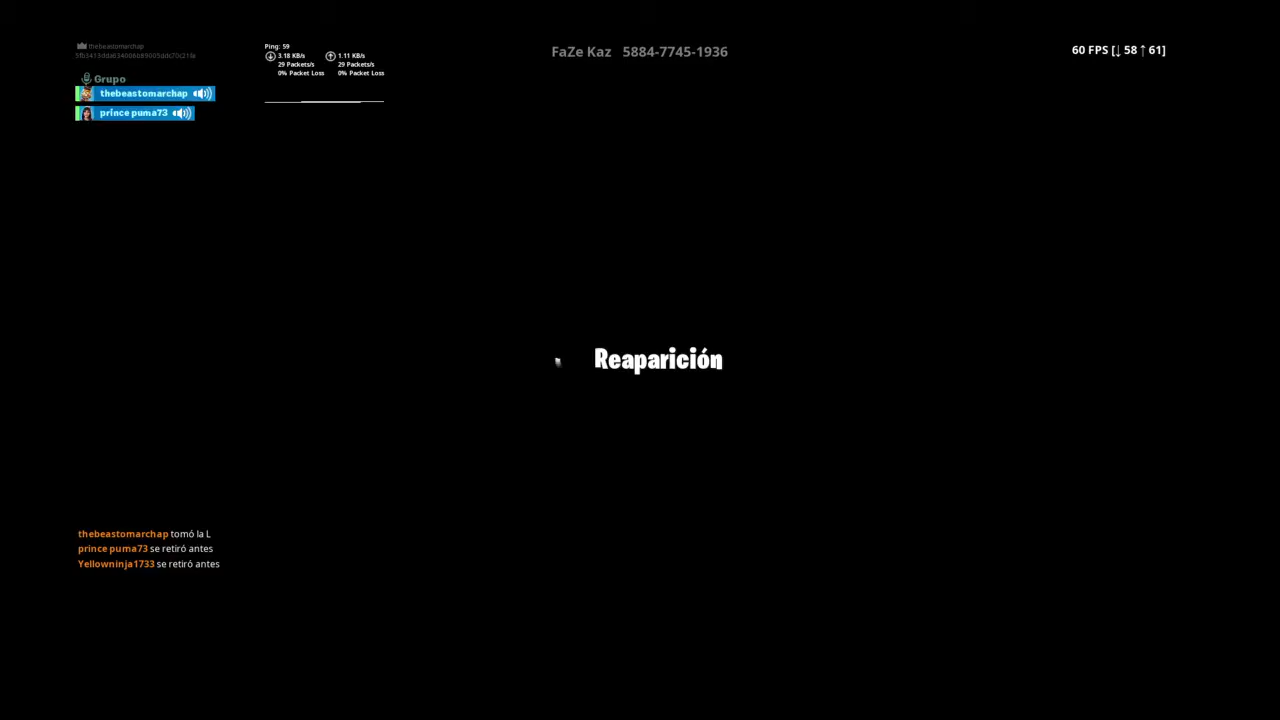 thebeastomarchap
Grupo
thebeastomarchap
prince puma73
Ping: 59
3.18 KB/s 1.11 KB/s
29 Packets/s 29 Packets/s
0% Packet Loss 0% Packet Loss
FaZe Kaz 5884-7745-1936
60 FPS [↓ 58 ↑ 61]
Reaparición
thebeastomarchap tomó la L
prince puma73 se retiró antes
Yellowninja1733 se retiró antes